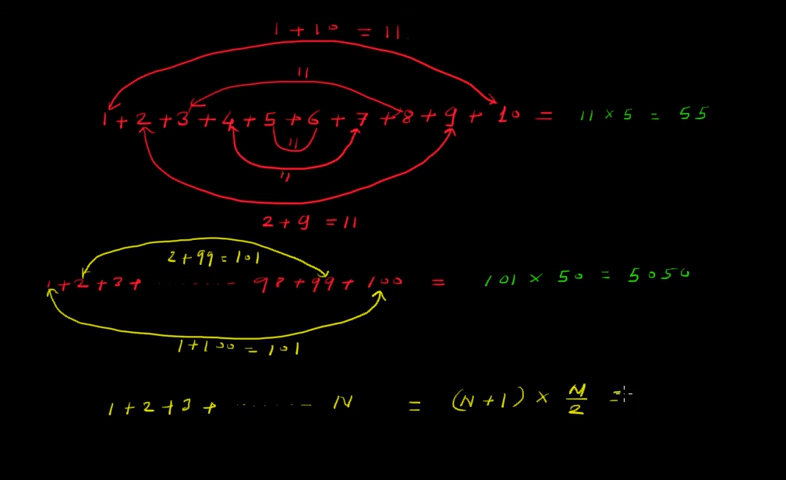 1 + 10 = 11
11
1 + 2 + 3 + 4 + 5 + 6 + 7 + 8 + 9 + 10 = 11 × 5 = 55
11
11
2 + 9 = 11
2 + 99 = 101
1 + 2 + 3 + ........ 98 + 99 + 100 = 101 × 50 = 5050
1 + 100 = 101
1 + 2 + 3 + ....... N = (N + 1) × N/2 =